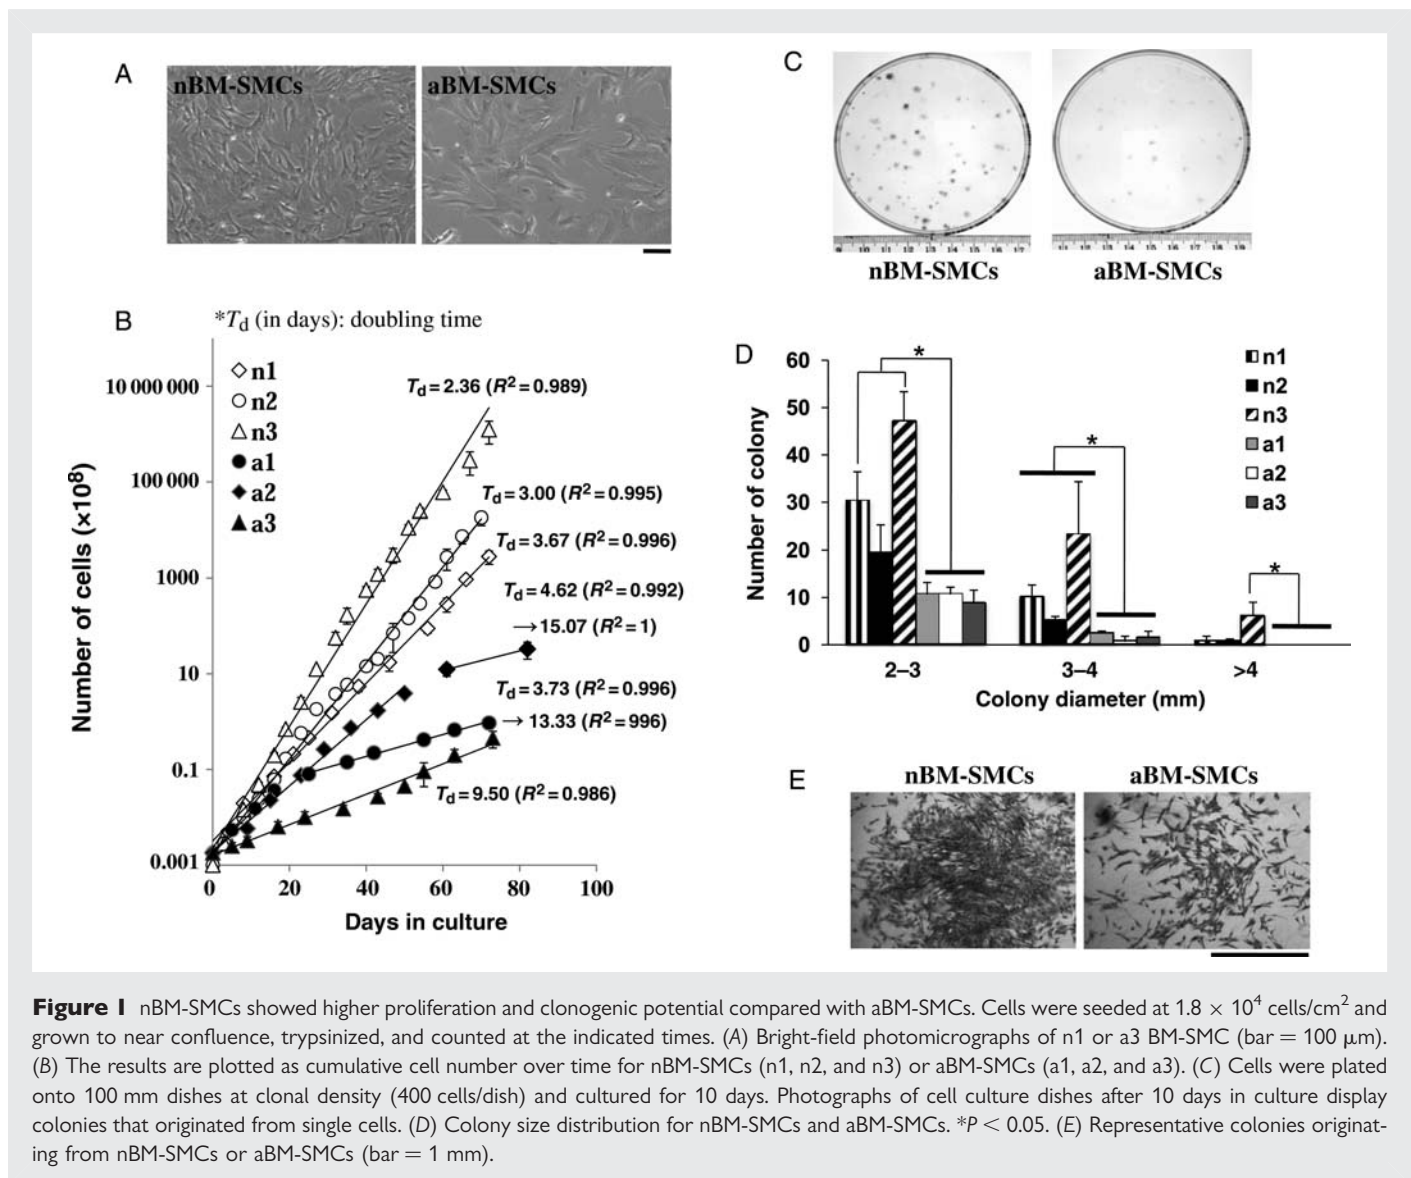 A
nBM-SMCs
aBM-SMCs
B
*Td (in days): doubling time
n1
n2
n3
a1
a2
a3
Number of cells (×10⁸)
10 000 000
100 000
1000
10
0.1
0.001
0
20
40
60
80
100
Days in culture
Td=2.36 (R²=0.989)
Td=3.00 (R²=0.995)
Td=3.67 (R²=0.996)
Td=4.62 (R²=0.992)
→15.07 (R²=1)
Td=3.73 (R²=0.996)
→13.33 (R²=996)
Td=9.50 (R²=0.986)
C
nBM-SMCs
aBM-SMCs
D
Number of colony
60
50
40
30
20
10
0
*
*
*
n1
n2
n3
a1
a2
a3
2–3
3–4
>4
Colony diameter (mm)
E
nBM-SMCs
aBM-SMCs
Figure 1 nBM-SMCs showed higher proliferation and clonogenic potential compared with aBM-SMCs. Cells were seeded at 1.8 × 10⁴ cells/cm² and
grown to near confluence, trypsinized, and counted at the indicated times. (A) Bright-field photomicrographs of n1 or a3 BM-SMC (bar = 100 μm).
(B) The results are plotted as cumulative cell number over time for nBM-SMCs (n1, n2, and n3) or aBM-SMCs (a1, a2, and a3). (C) Cells were plated
onto 100 mm dishes at clonal density (400 cells/dish) and cultured for 10 days. Photographs of cell culture dishes after 10 days in culture display
colonies that originated from single cells. (D) Colony size distribution for nBM-SMCs and aBM-SMCs. *P < 0.05. (E) Representative colonies originat-
ing from nBM-SMCs or aBM-SMCs (bar = 1 mm).